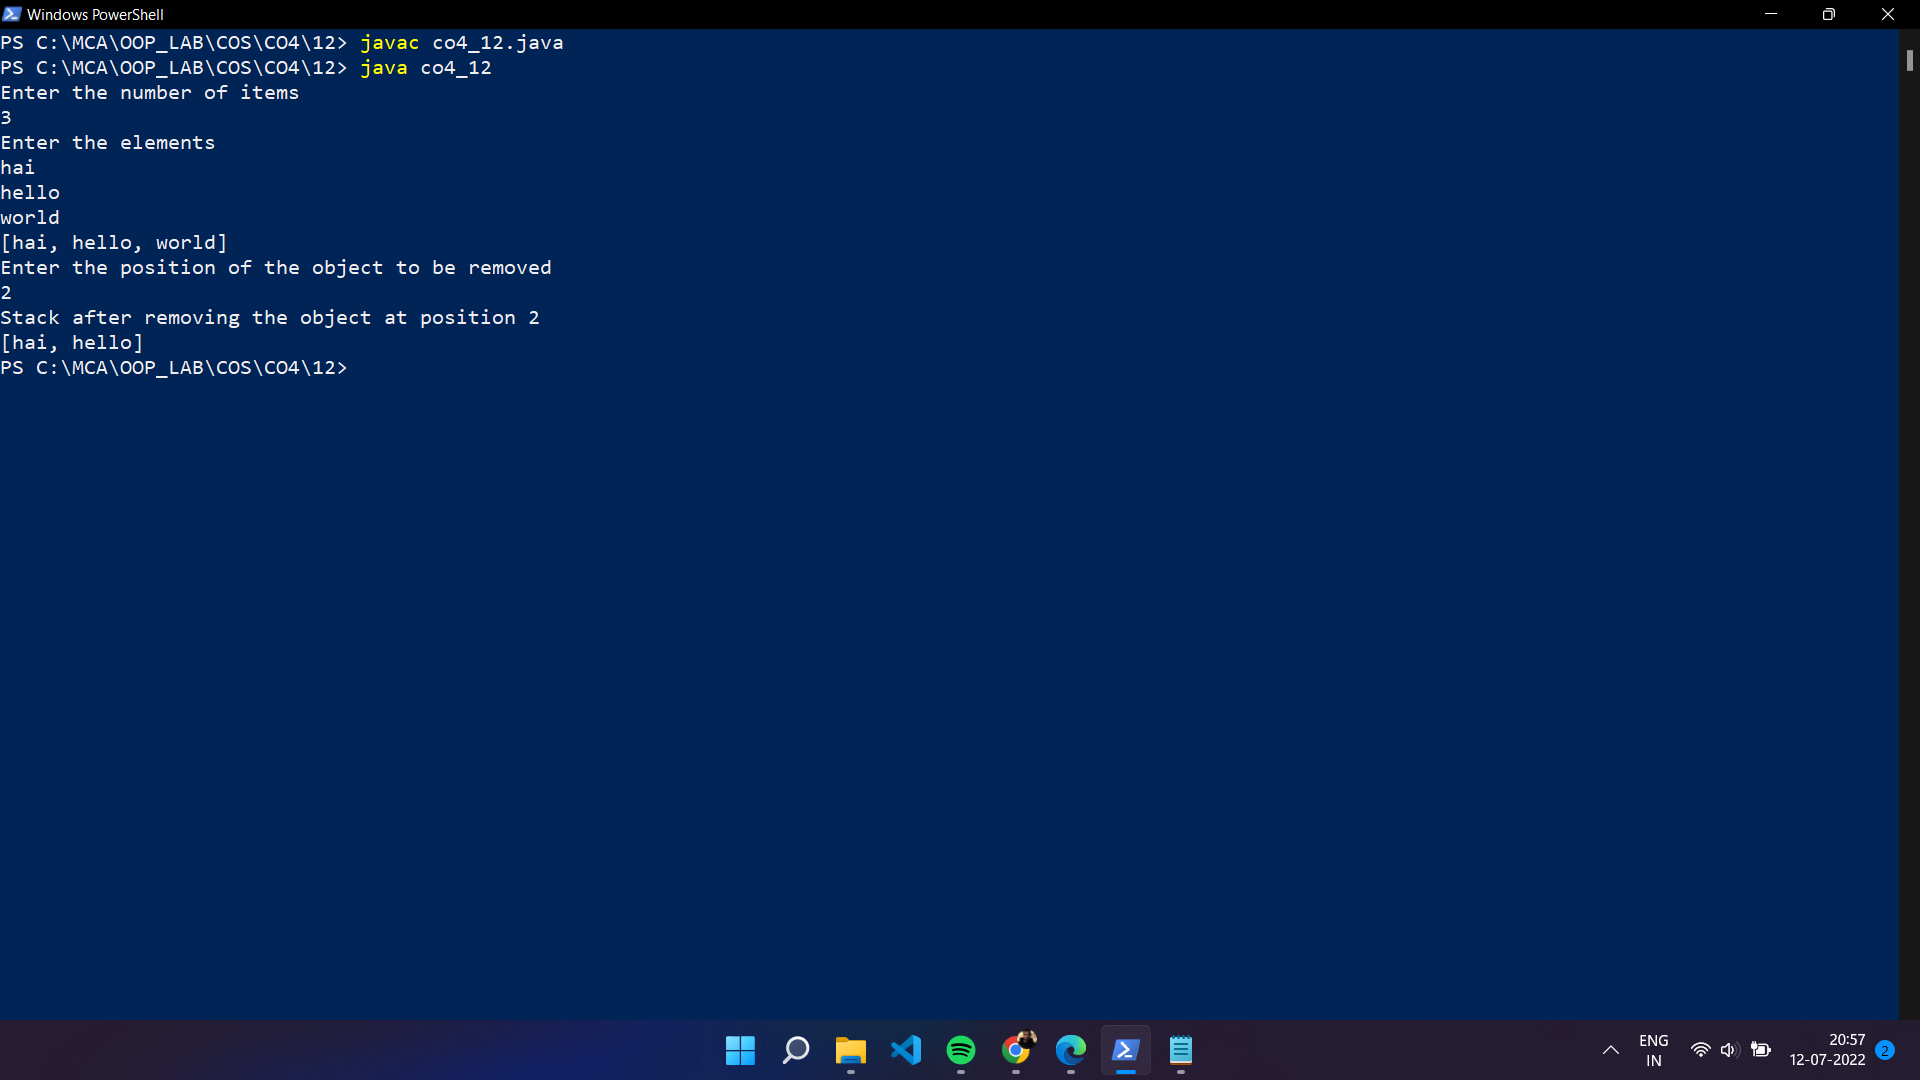 Windows PowerShell
PS C:\MCA\OOP_LAB\COS\CO4\12> javac co4_12.java
PS C:\MCA\OOP_LAB\COS\CO4\12> java co4_12
Enter the number of items
3
Enter the elements
hai
hello
world
[hai, hello, world]
Enter the position of the object to be removed
2
Stack after removing the object at position 2
[hai, hello]
PS C:\MCA\OOP_LAB\COS\CO4\12>
ENG
IN
20:57
12-07-2022
2